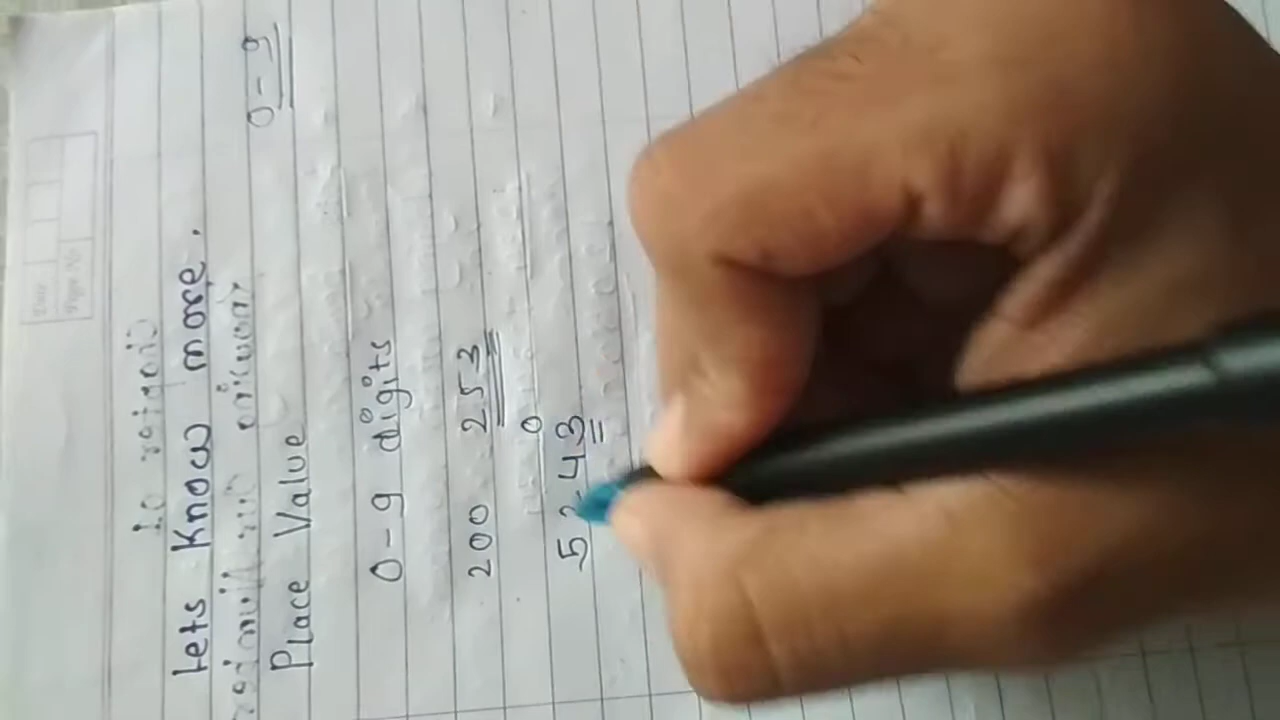 Lets Know more.
Place Value
0-9
0-9 digits
200 253
0
5243